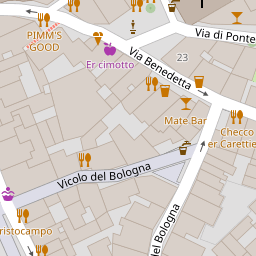 PIMM'S
GOOD
Via di Ponte
Via Benedetta
23
Er cimotto
Mate Bar
Checco
er Carettie
Vicolo del Bologna
ristocampo
del Bologna